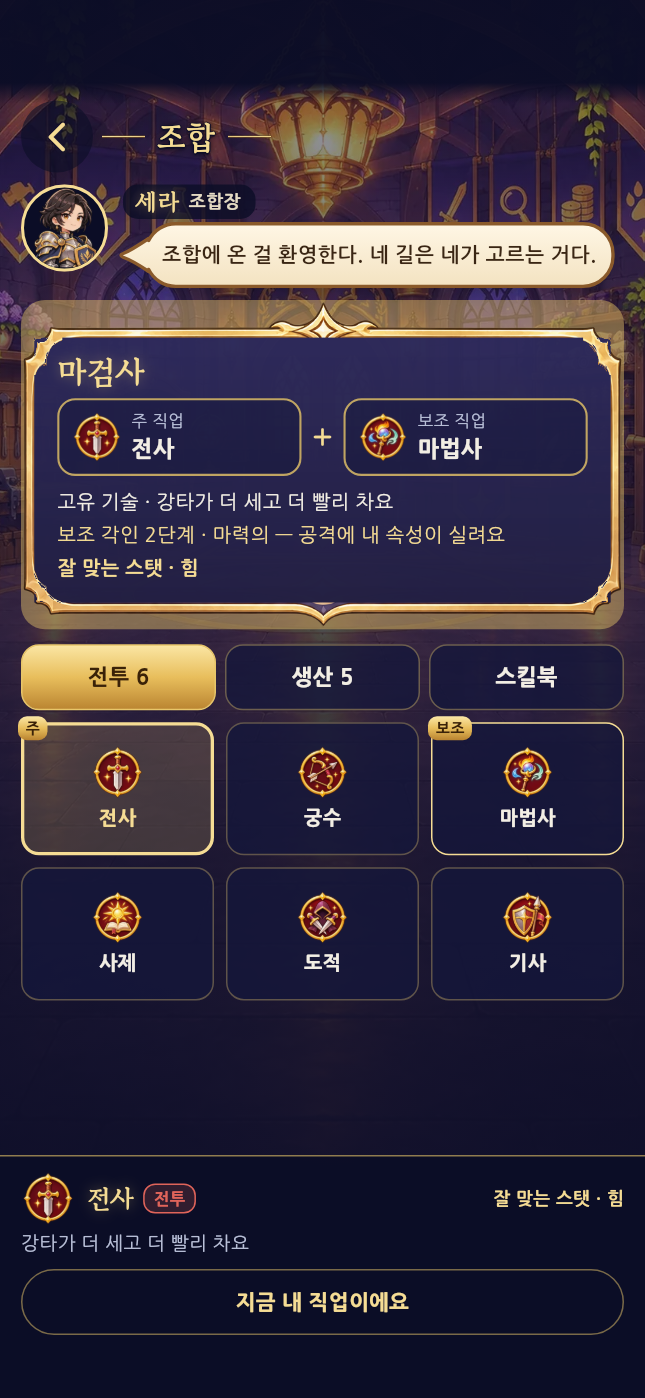 조합
세라 조합장
조합에 온 걸 환영한다. 네 길은 네가 고르는 거다.
마검사
주 직업
전사
+
보조 직업
마법사
고유 기술 · 강타가 더 세고 더 빨리 차요
보조 각인 2단계 · 마력의 — 공격에 내 속성이 실려요
잘 맞는 스탯 · 힘
전투 6
생산 5
스킬북
주
전사
궁수
보조
마법사
사제
도적
기사
전사 전투
잘 맞는 스탯 · 힘
강타가 더 세고 더 빨리 차요
지금 내 직업이에요